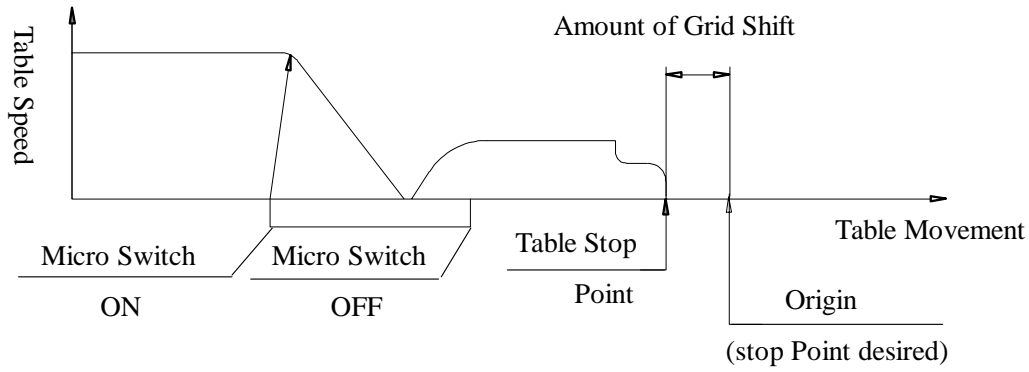 Table Speed
Amount of Grid Shift
Table Movement
Micro Switch
ON
Micro Switch
OFF
Table Stop
Point
Origin
(stop Point desired)